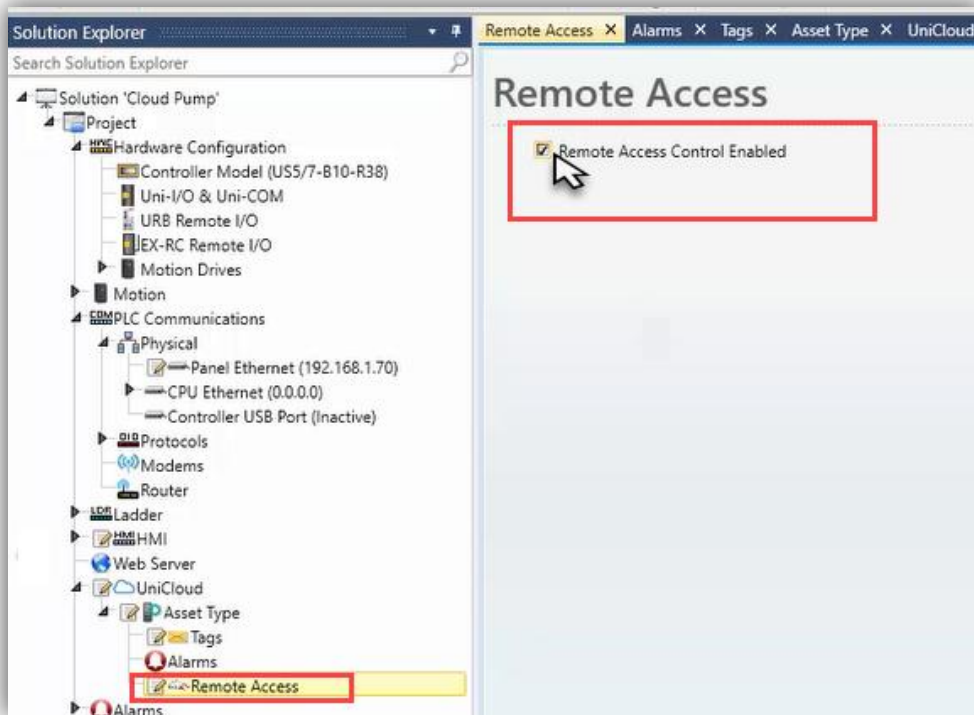 Solution Explorer
Search Solution Explorer
Solution 'Cloud Pump'
Project
Hardware Configuration
Controller Model (US5/7-B10-R38)
Uni-I/O & Uni-COM
URB Remote I/O
EX-RC Remote I/O
Motion Drives
Motion
COM PLC Communications
Physical
Panel Ethernet (192.168.1.70)
CPU Ethernet (0.0.0.0)
Controller USB Port (Inactive)
Protocols
Modems
Router
LDR Ladder
HMI HMI
Web Server
UniCloud
Asset Type
Tags
Alarms
Remote Access
Alarms
Remote Access X Alarms X Tags X Asset Type X UniCloud
Remote Access
Remote Access Control Enabled